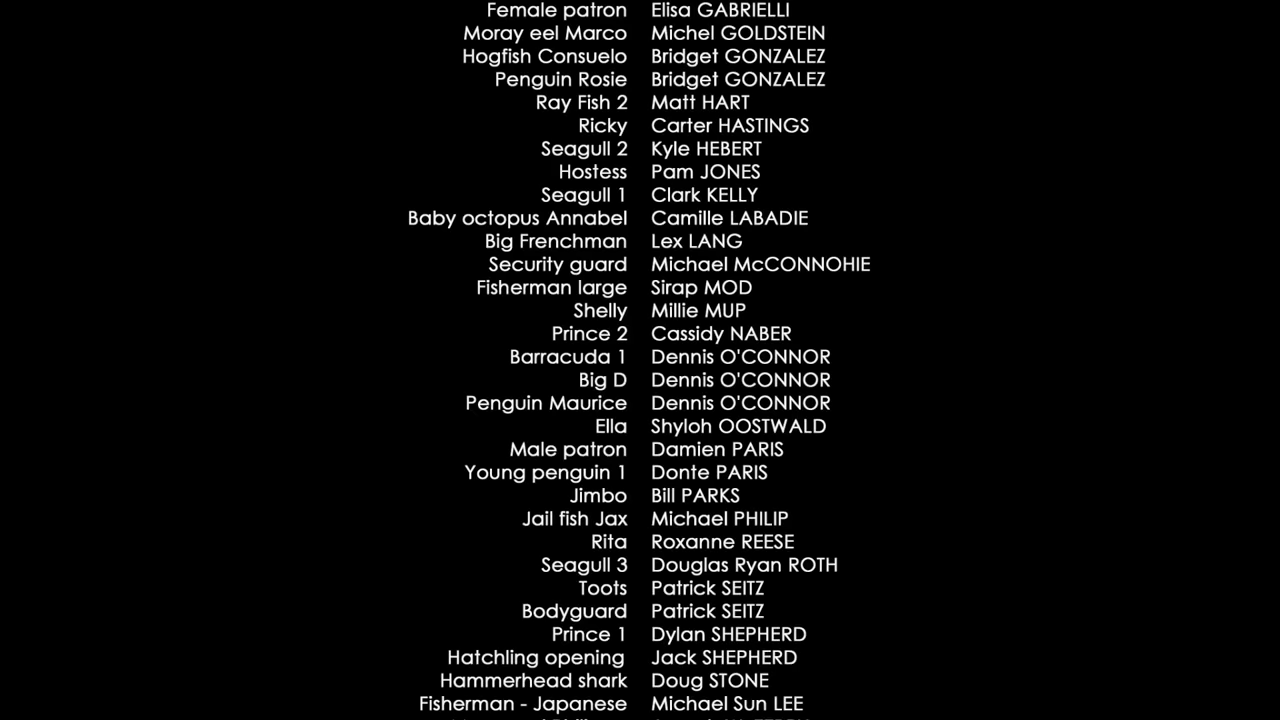 Female patron Elisa GABRIELLI
Moray eel Marco Michel GOLDSTEIN
Hogfish Consuelo Bridget GONZALEZ
Penguin Rosie Bridget GONZALEZ
Ray Fish 2 Matt HART
Ricky Carter HASTINGS
Seagull 2 Kyle HEBERT
Hostess Pam JONES
Seagull 1 Clark KELLY
Baby octopus Annabel Camille LABADIE
Big Frenchman Lex LANG
Security guard Michael McCONNOHIE
Fisherman large Sirap MOD
Shelly Millie MUP
Prince 2 Cassidy NABER
Barracuda 1 Dennis O'CONNOR
Big D Dennis O'CONNOR
Penguin Maurice Dennis O'CONNOR
Ella Shyloh OOSTWALD
Male patron Damien PARIS
Young penguin 1 Donte PARIS
Jimbo Bill PARKS
Jail fish Jax Michael PHILIP
Rita Roxanne REESE
Seagull 3 Douglas Ryan ROTH
Toots Patrick SEITZ
Bodyguard Patrick SEITZ
Prince 1 Dylan SHEPHERD
Hatchling opening Jack SHEPHERD
Hammerhead shark Doug STONE
Fisherman - Japanese Michael Sun LEE